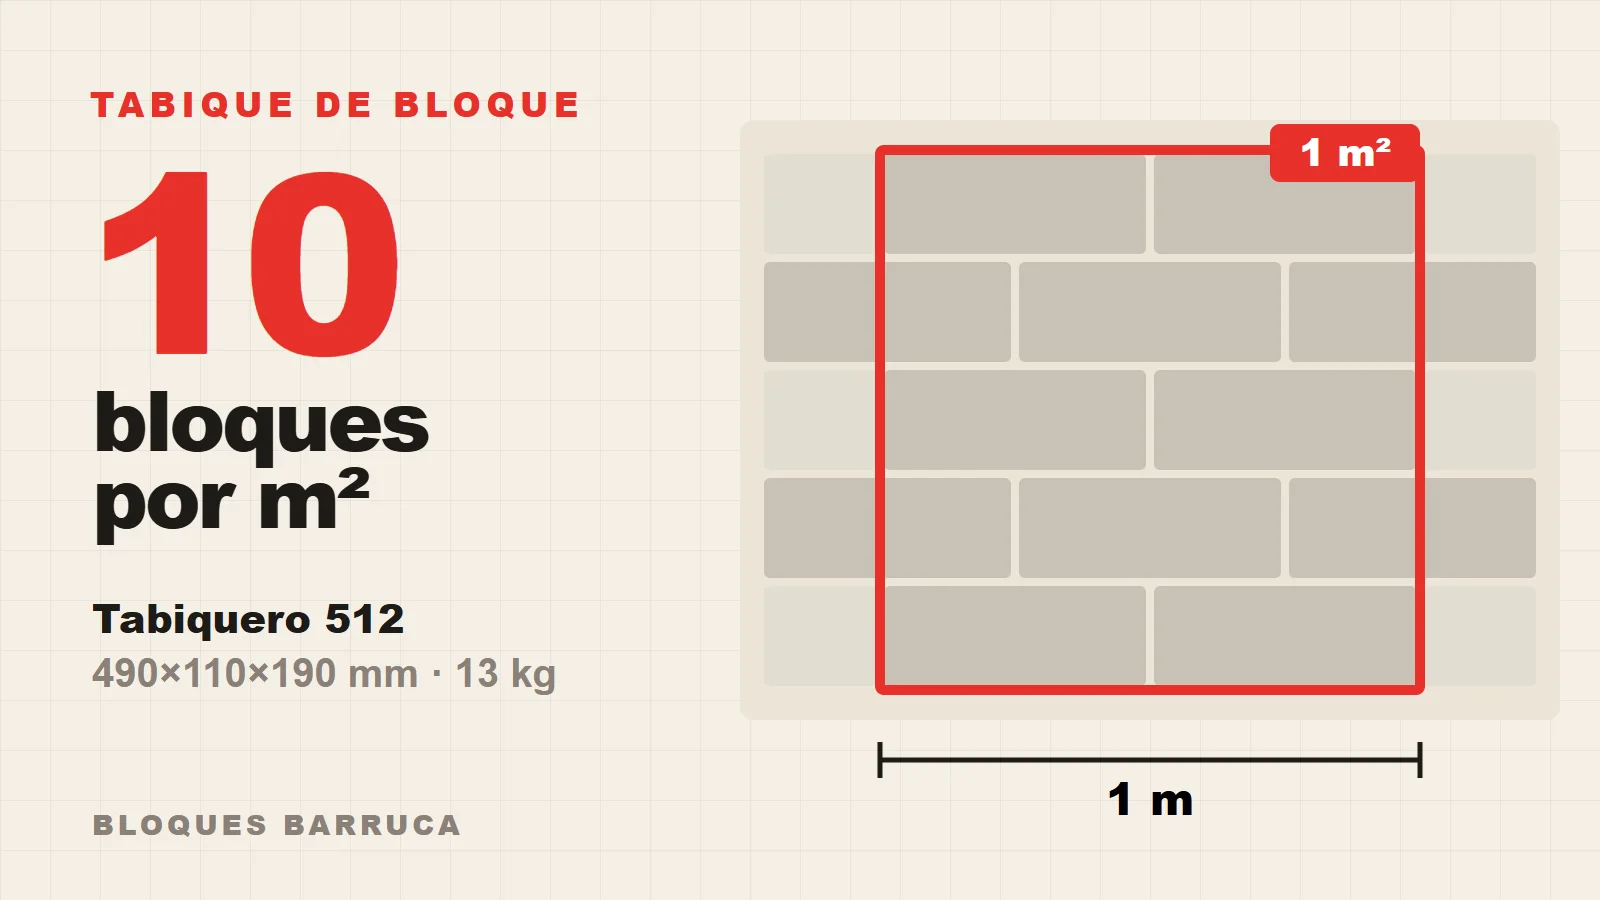 TABIQUE DE BLOQUE
10
bloques
por m²
Tabiquero 512
490×110×190 mm · 13 kg
BLOQUES BARRUCA
1 m²
1 m